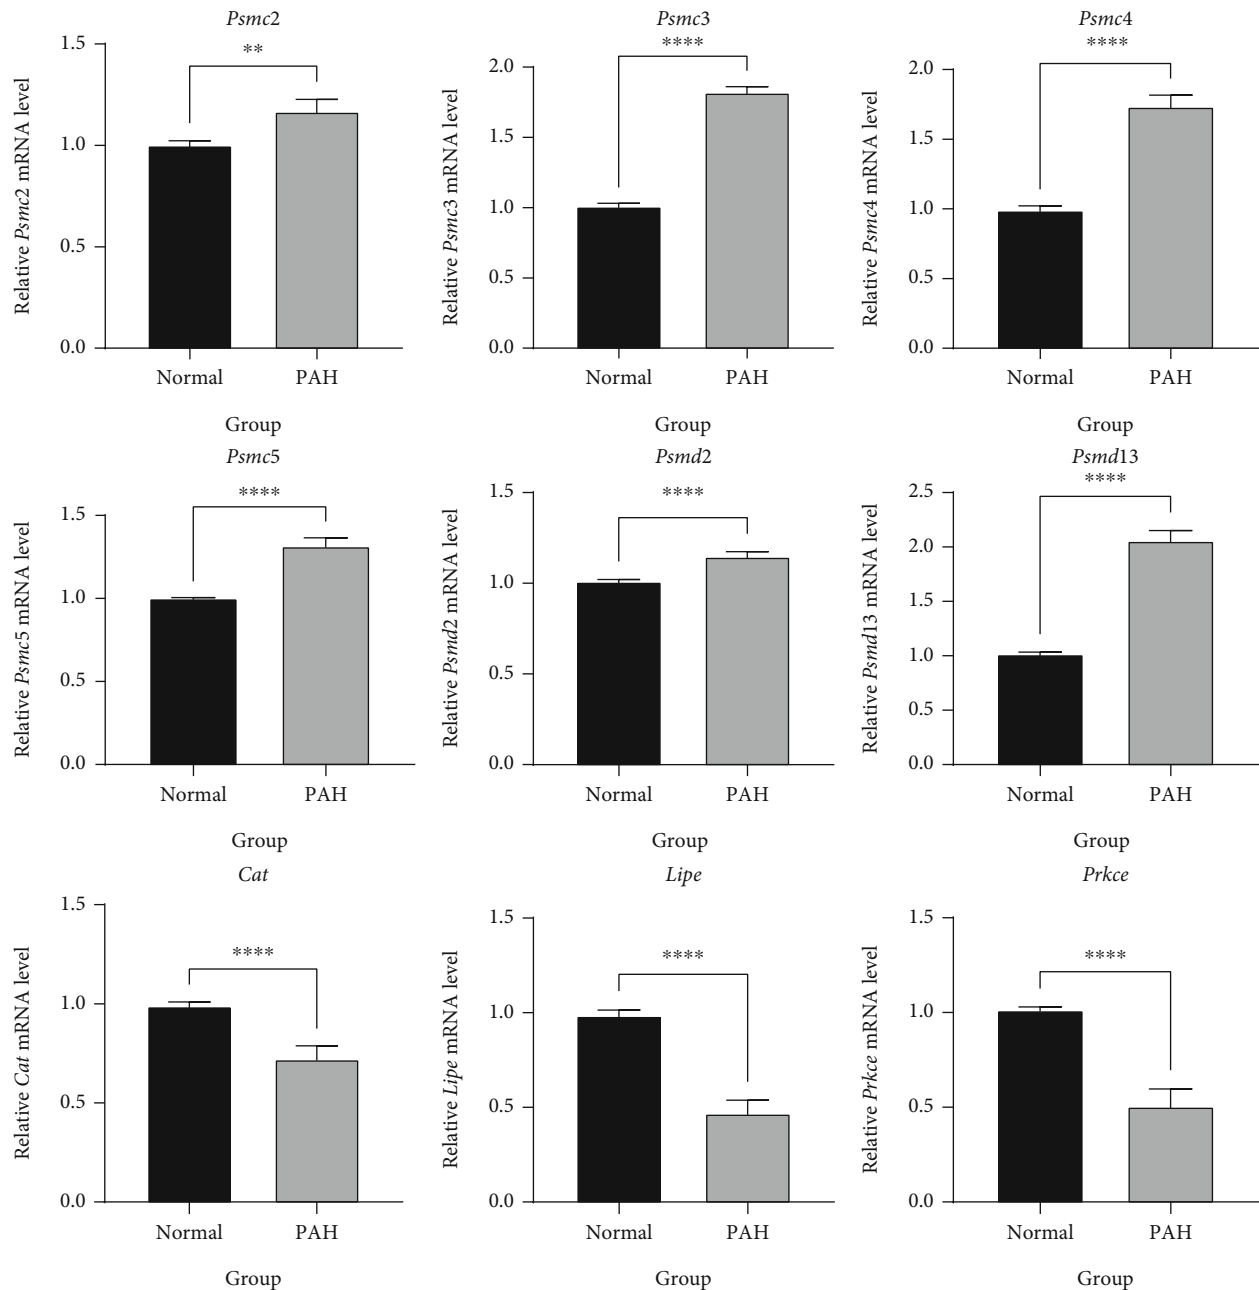 Psmc2
Relative Psmc2 mRNA level
1.5
1.0
0.5
0.0
**
Normal PAH
Group
Psmc3
Relative Psmc3 mRNA level
2.0
1.5
1.0
0.5
0.0
****
Normal PAH
Group
Psmc4
Relative Psmc4 mRNA level
2.0
1.5
1.0
0.5
0.0
****
Normal PAH
Group
Psmc5
Relative Psmc5 mRNA level
1.5
1.0
0.5
0.0
****
Normal PAH
Group
Psmd2
Relative Psmd2 mRNA level
1.5
1.0
0.5
0.0
****
Normal PAH
Group
Psmd13
Relative Psmd13 mRNA level
2.5
2.0
1.5
1.0
0.5
0.0
****
Normal PAH
Group
Cat
Relative Cat mRNA level
1.5
1.0
0.5
0.0
****
Normal PAH
Group
Lipe
Relative Lipe mRNA level
1.5
1.0
0.5
0.0
****
Normal PAH
Group
Prkce
Relative Prkce mRNA level
1.5
1.0
0.5
0.0
****
Normal PAH
Group